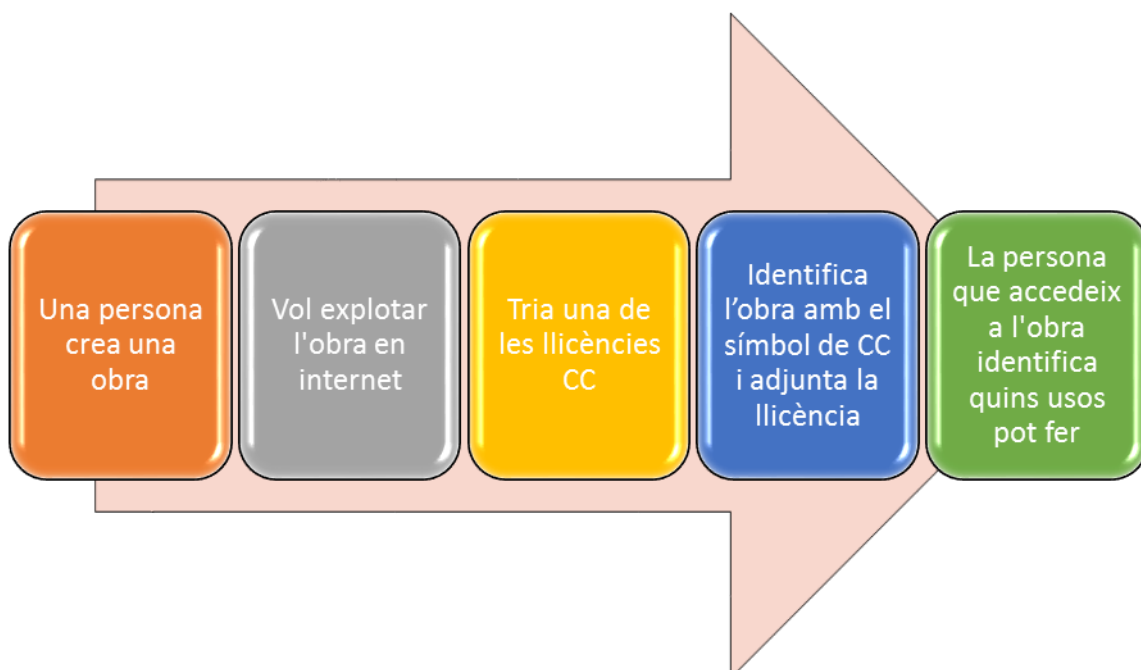 Una persona
crea una
obra
Vol explotar
l'obra en
internet
Tria una de
les llicències
CC
Identifica
l’obra amb el
símbol de CC
i adjunta la
llicència
La persona
que accedeix
a l'obra
identifica
quins usos
pot fer